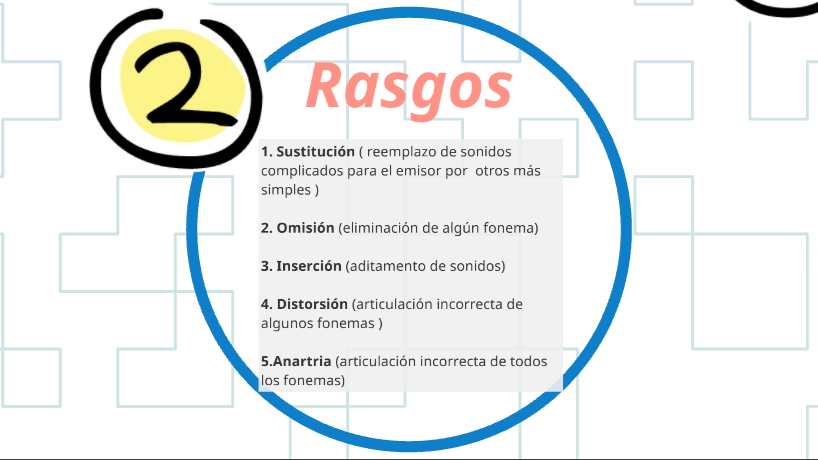 2
Rasgos
1. Sustitución ( reemplazo de sonidos
complicados para el emisor por  otros más
simples )
2. Omisión (eliminación de algún fonema)
3. Inserción (aditamento de sonidos)
4. Distorsión (articulación incorrecta de
algunos fonemas )
5.Anartria (articulación incorrecta de todos
los fonemas)